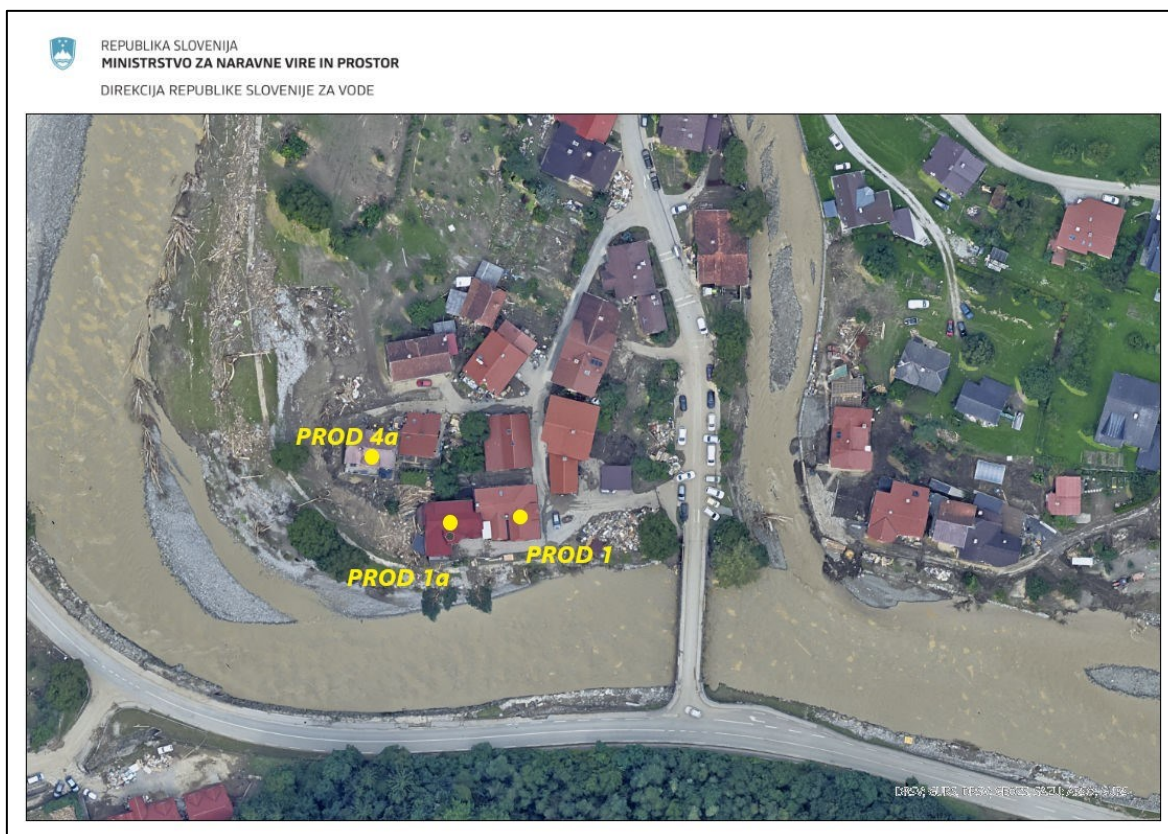 REPUBLIKA SLOVENIJA
MINISTRSTVO ZA NARAVNE VIRE IN PROSTOR
DIREKCIJA REPUBLIKE SLOVENIJE ZA VODE
PROD 4a
PROD 1
PROD 1a